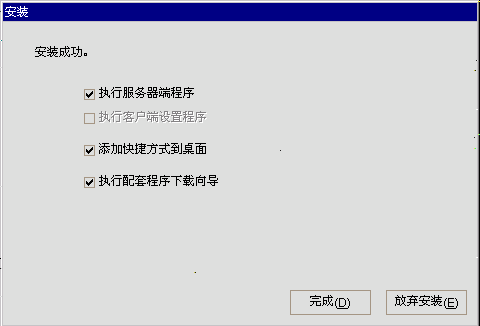 安装
安装成功。
执行服务器端程序
执行客户端设置程序
添加快捷方式到桌面
执行配套程序下载向导
完成(D) 放弃安装(E)